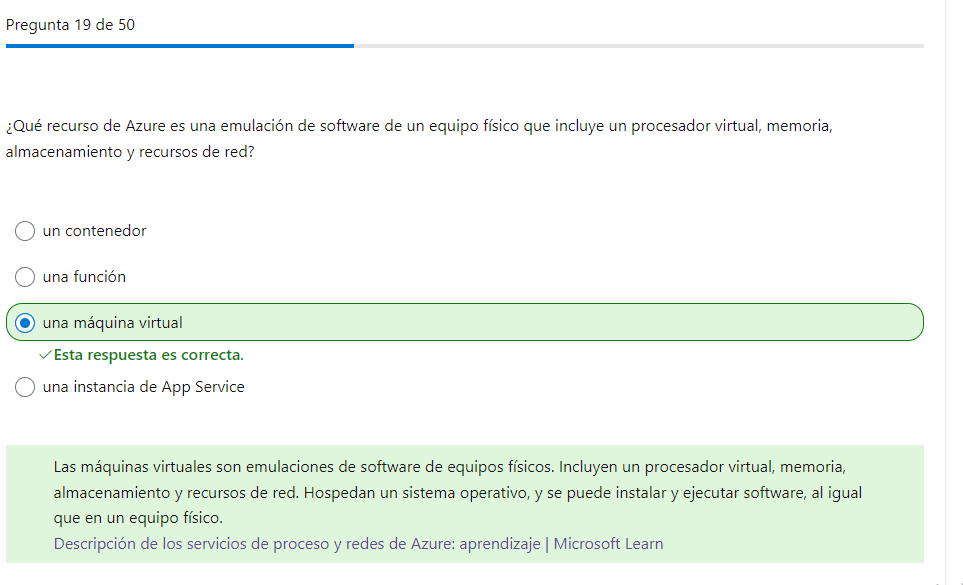 Pregunta 19 de 50
¿Qué recurso de Azure es una emulación de software de un equipo físico que incluye un procesador virtual, memoria,
almacenamiento y recursos de red?
un contenedor
una función
una máquina virtual
Esta respuesta es correcta.
una instancia de App Service
Las máquinas virtuales son emulaciones de software de equipos físicos. Incluyen un procesador virtual, memoria,
almacenamiento y recursos de red. Hospedan un sistema operativo, y se puede instalar y ejecutar software, al igual
que en un equipo físico.
Descripción de los servicios de proceso y redes de Azure: aprendizaje | Microsoft Learn